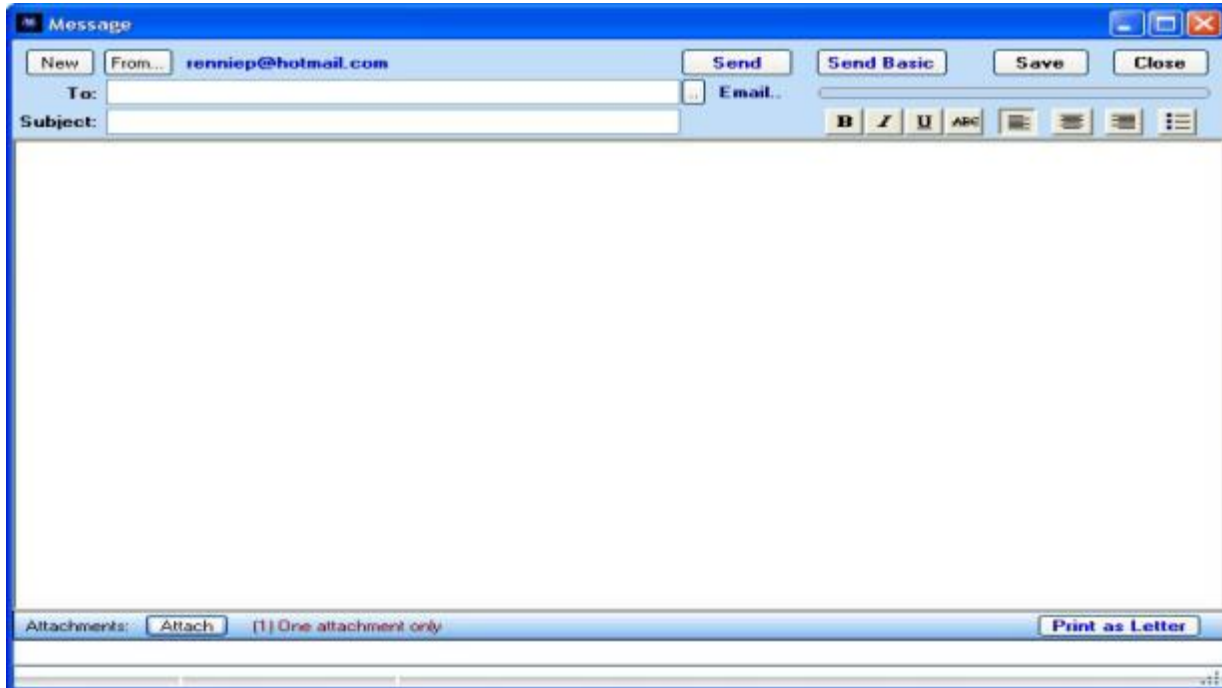 Message
New From... renniep@hotmail.com Send Send Basic Save Close
To: .. Email..
Subject: B I U ABC
Attachments: Attach (1) One attachment only Print as Letter